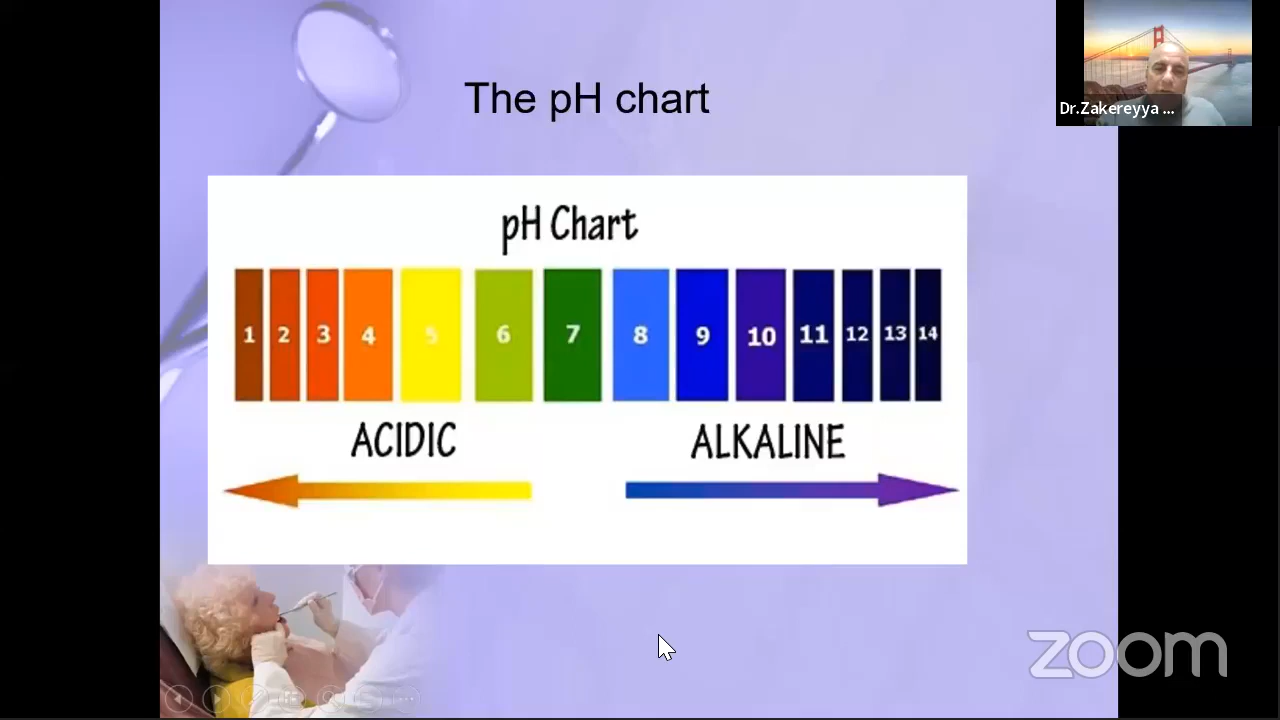 The pH chart
Dr.Zakereyya ...
pH Chart
1 2 3 4 5 6 7 8 9 10 11 12 13 14
ACIDIC ALKALINE
zoom